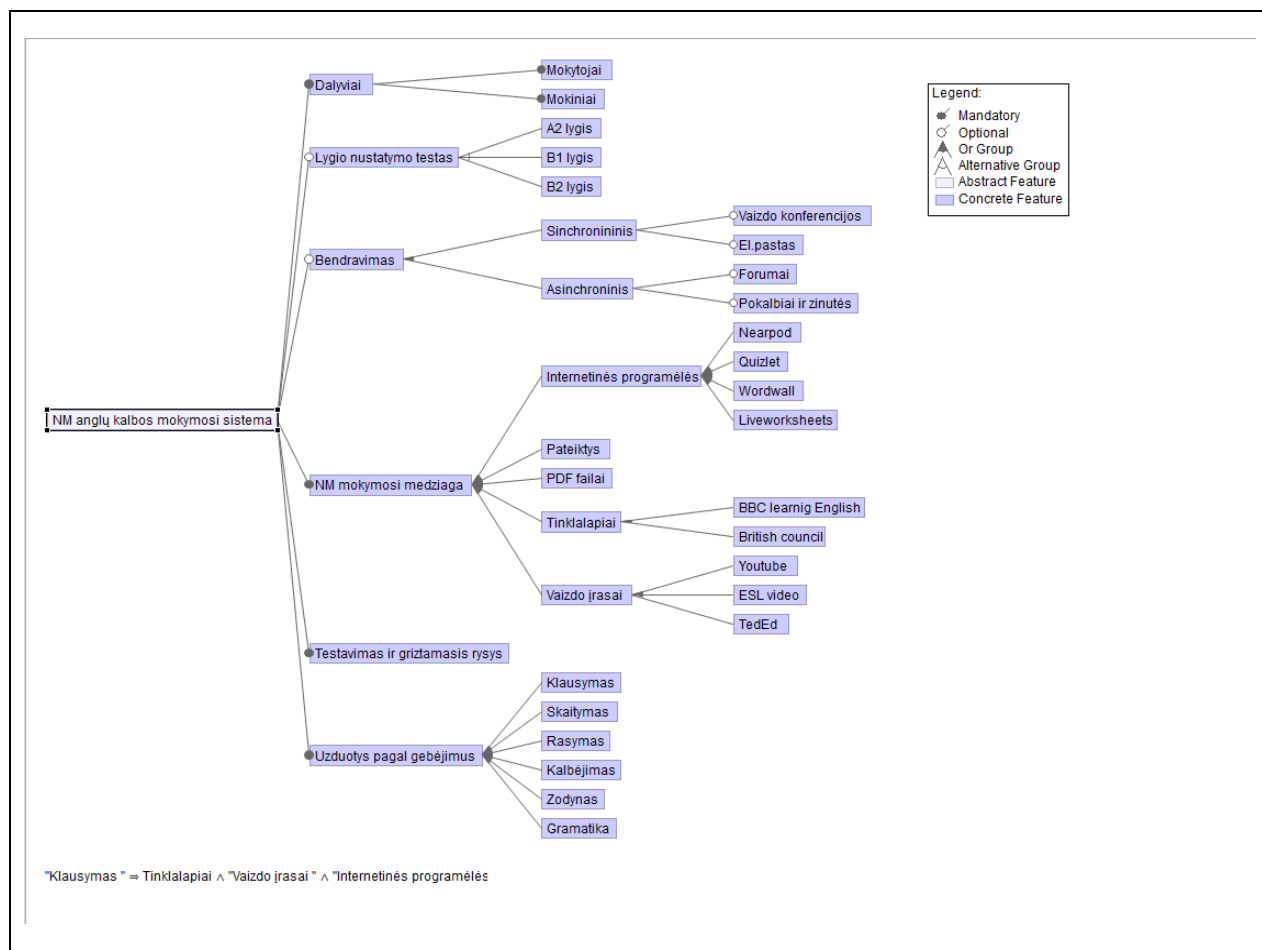 Mokytojai
Dalyviai
Mokiniai
Legend:
Mandatory
Optional
Or Group
Alternative Group
Abstract Feature
Concrete Feature
A2 lygis
Lygio nustatymo testas
B1 lygis
B2 lygis
Vaizdo konferencijos
Sinchronininis
El.pastas
Bendravimas
Forumai
Asinchroninis
Pokalbiai ir zinutės
Nearpod
Quizlet
Internetinės programėlės
Wordwall
Liveworksheets
NM anglų kalbos mokymosi sistema
Pateiktys
NM mokymosi medziaga
PDF failai
BBC learnig English
Tinklalapiai
British council
Youtube
Vaizdo įrasai
ESL video
TedEd
Testavimas ir griztamasis rysys
Klausymas
Skaitymas
Rasymas
Uzduotys pagal gebėjimus
Kalbėjimas
Zodynas
Gramatika
"Klausymas " ⇒ Tinklalapiai ∧ "Vaizdo įrasai " ∧ "Internetinės programėlės